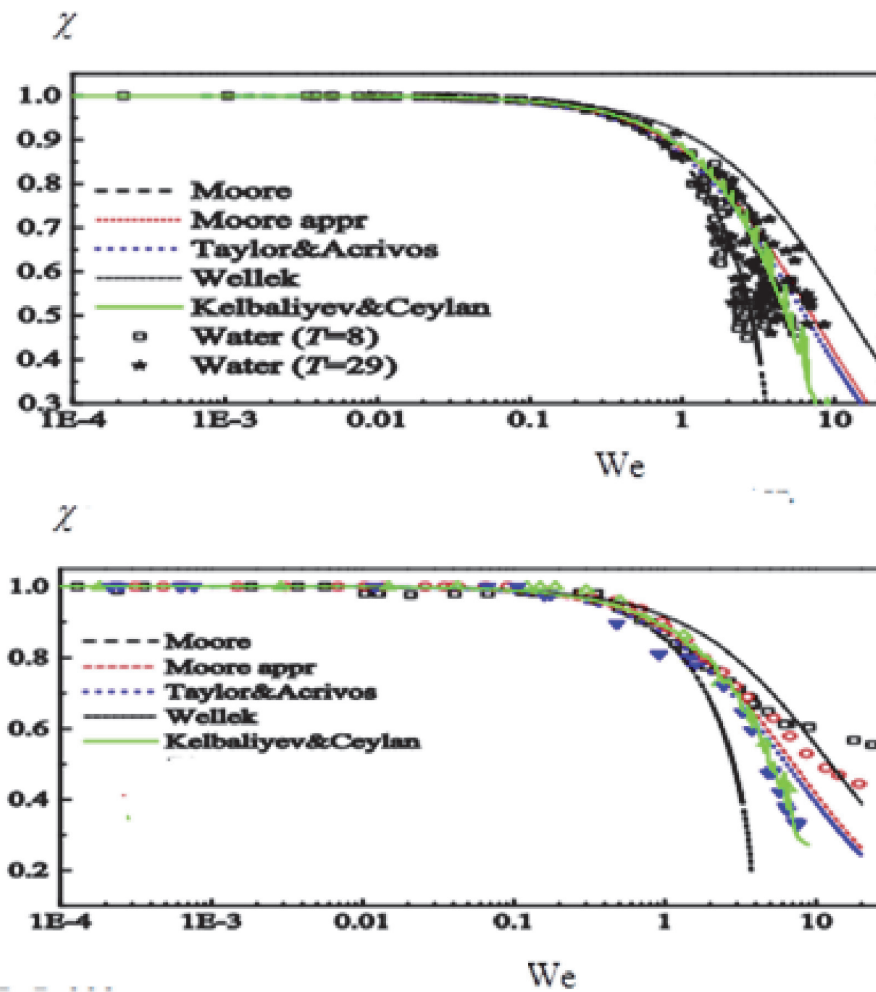 χ
1.0
0.9
0.8
0.7
0.6
0.5
0.4
0.3
Moore
Moore appr
Taylor&Acrivos
Wellek
Kelbaliyev&Ceylan
Water (T=8)
Water (T=29)
1E-4 1E-3 0.01 0.1 1 10
We
χ
1.0
0.8
0.6
0.4
0.2
Moore
Moore appr
Taylor&Acrivos
Wellek
Kelbaliyev&Ceylan
1E-4 1E-3 0.01 0.1 1 10
We